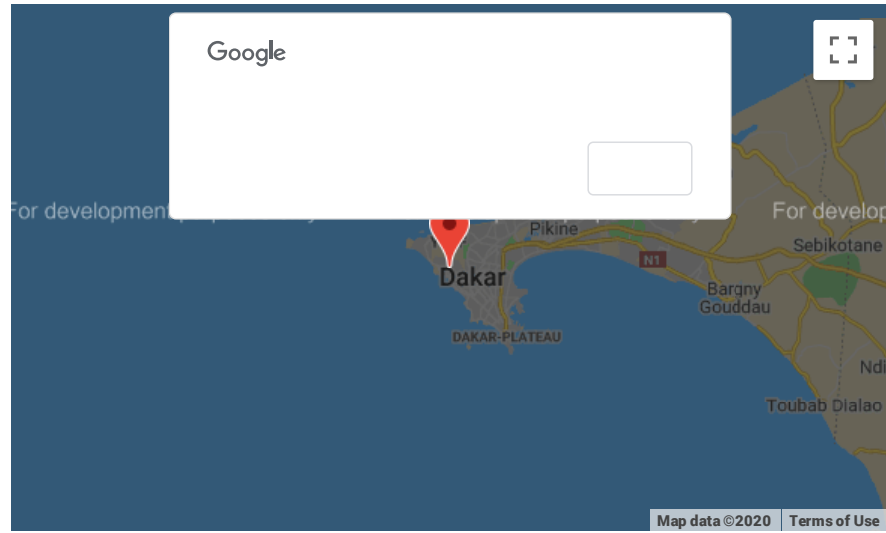 Google
For development
For develop
Pikine
Sebikotane
N1
Dakar
Bargny
Gouddau
DAKAR-PLATEAU
Ndi
Toubab Dialao
Map data ©2020
Terms of Use